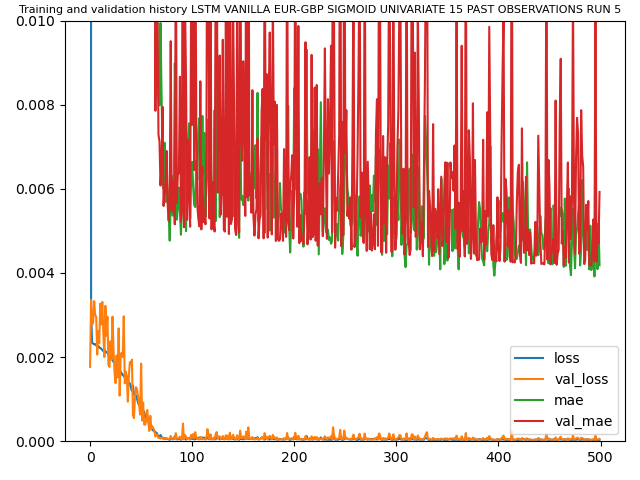 Training and validation history LSTM VANILLA EUR-GBP SIGMOID UNIVARIATE 15 PAST OBSERVATIONS RUN 5
0.010
0.008
0.006
0.004
0.002
0.000
loss
val_loss
mae
val_mae
0 100 200 300 400 500